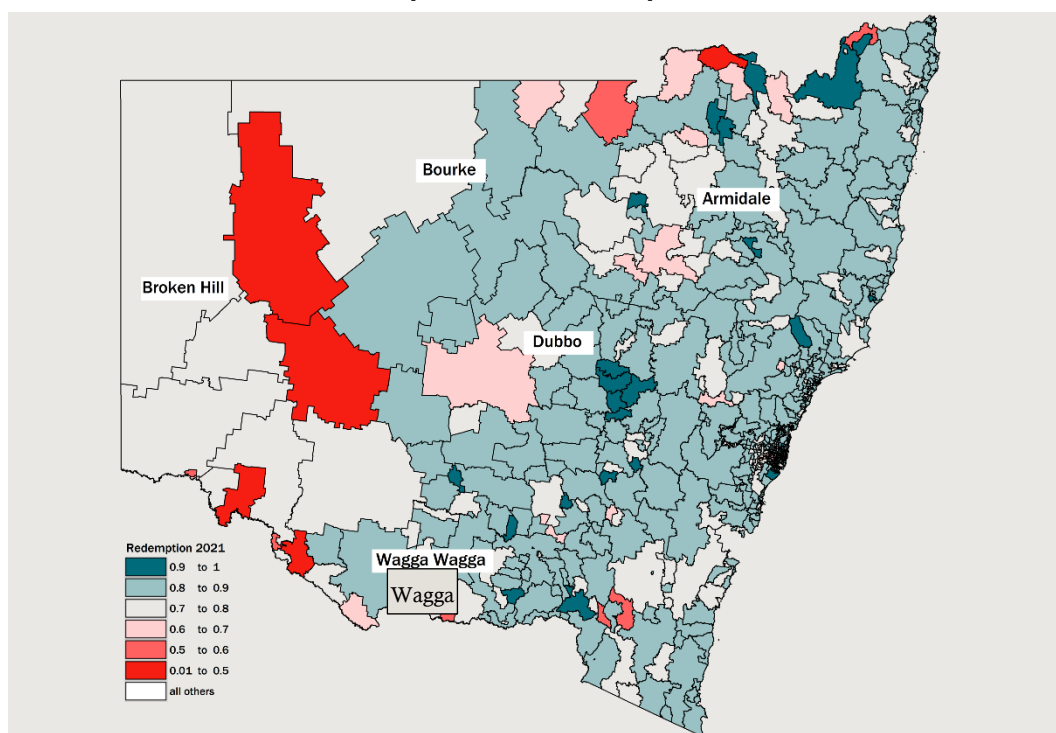 Bourke
Armidale
Broken Hill
Dubbo
Wagga Wagga
Wagga
Redemption 2021
0.9 to 1
0.8 to 0.9
0.7 to 0.8
0.6 to 0.7
0.5 to 0.6
0.01 to 0.5
all others